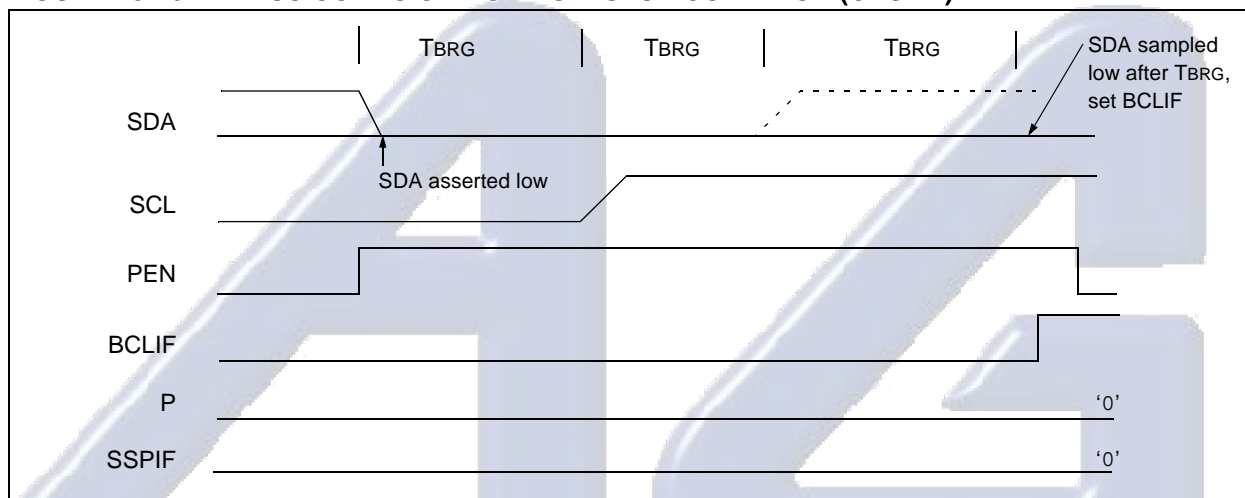 TBRG TBRG TBRG
SDA sampled
low after TBRG,
set BCLIF
SDA
SDA asserted low
SCL
PEN
BCLIF
P '0'
SSPIF '0'